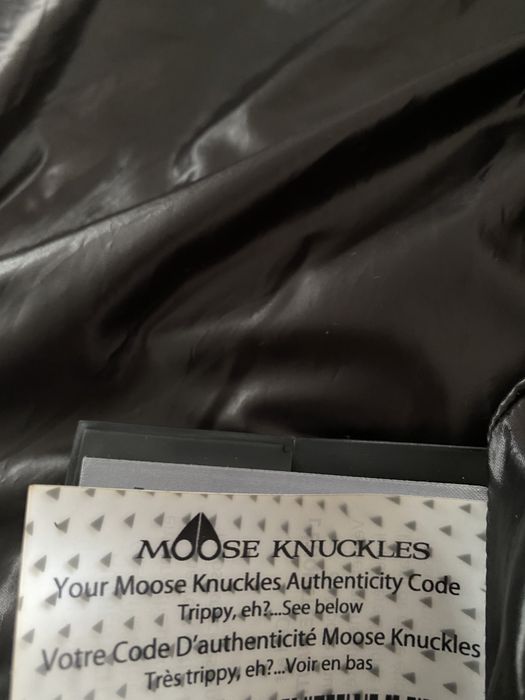 MOOSE KNUCKLES
Your Moose Knuckles Authenticity Code
Trippy, eh?...See below
Votre Code D'authenticité Moose Knuckles
Très trippy, eh?...Voir en bas